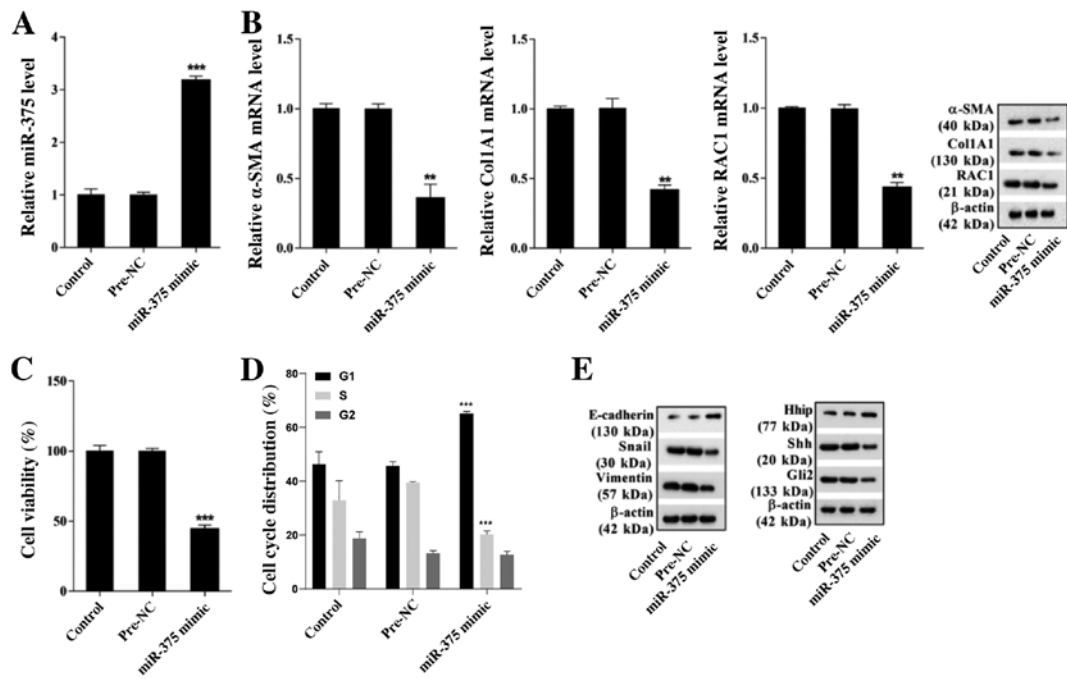 A
Relative miR-375 level
4
3
2
1
0
***
Control
Pre-NC
miR-375 mimic
B
Relative α-SMA mRNA level
1.5
1.0
0.5
0.0
**
Control
Pre-NC
miR-375 mimic
Relative Col1A1 mRNA level
1.5
1.0
0.5
0.0
**
Control
Pre-NC
miR-375 mimic
Relative RAC1 mRNA level
1.5
1.0
0.5
0.0
**
Control
Pre-NC
miR-375 mimic
α-SMA
(40 kDa)
Col1A1
(130 kDa)
RAC1
(21 kDa)
β-actin
(42 kDa)
Control
Pre-NC
miR-375 mimic
C
Cell viability (%)
150
100
50
0
***
Control
Pre-NC
miR-375 mimic
D
Cell cycle distribution (%)
80
60
40
20
0
G1
S
G2
***
***
Control
Pre-NC
miR-375 mimic
E
E-cadherin
(130 kDa)
Snail
(30 kDa)
Vimentin
(57 kDa)
β-actin
(42 kDa)
Control
Pre-NC
miR-375 mimic
Hhip
(77 kDa)
Shh
(20 kDa)
Gli2
(133 kDa)
β-actin
(42 kDa)
Control
Pre-NC
miR-375 mimic